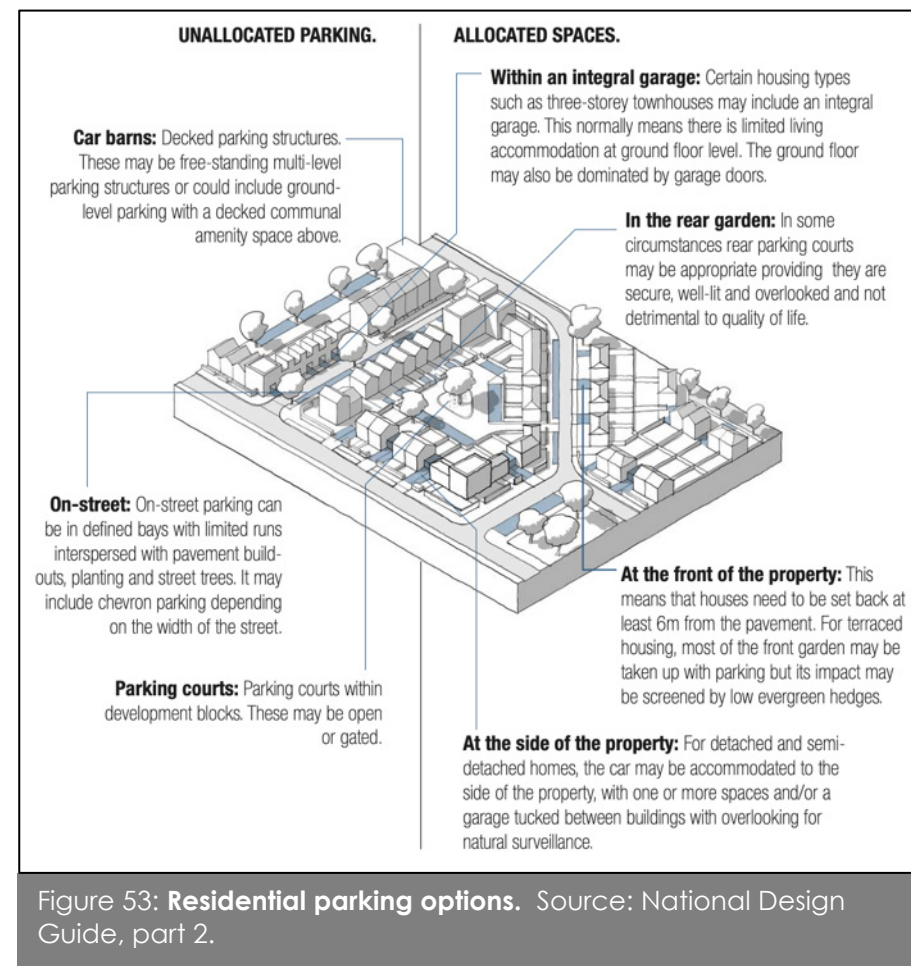 UNALLOCATED PARKING.
Car barns: Decked parking structures.
These may be free-standing multi-level
parking structures or could include ground-
level parking with a decked communal
amenity space above.
On-street: On-street parking can
be in defined bays with limited runs
interspersed with pavement build-
outs, planting and street trees. It may
include chevron parking depending
on the width of the street.
Parking courts: Parking courts within
development blocks. These may be open
or gated.
ALLOCATED SPACES.
Within an integral garage: Certain housing types
such as three-storey townhouses may include an integral
garage. This normally means there is limited living
accommodation at ground floor level. The ground floor
may also be dominated by garage doors.
In the rear garden: In some
circumstances rear parking courts
may be appropriate providing they are
secure, well-lit and overlooked and not
detrimental to quality of life.
At the front of the property: This
means that houses need to be set back at
least 6m from the pavement. For terraced
housing, most of the front garden may be
taken up with parking but its impact may
be screened by low evergreen hedges.
At the side of the property: For detached and semi-
detached homes, the car may be accommodated to the
side of the property, with one or more spaces and/or a
garage tucked between buildings with overlooking for
natural surveillance.
Figure 53: Residential parking options. Source: National Design
Guide, part 2.